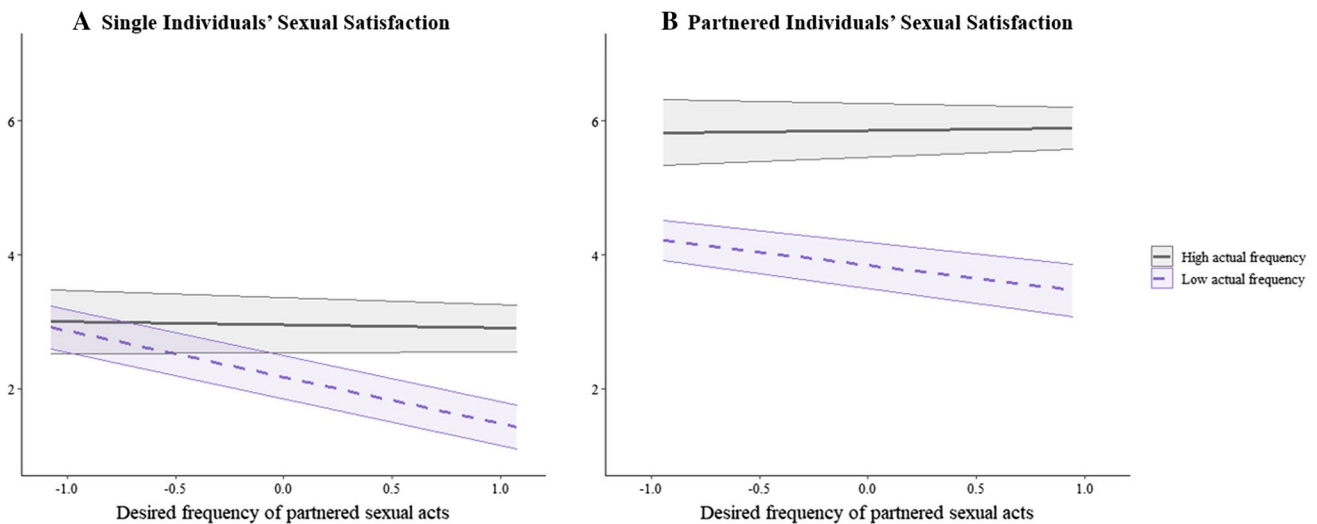 A Single Individuals' Sexual Satisfaction
6
4
2
-1.0 -0.5 0.0 0.5 1.0
Desired frequency of partnered sexual acts
B Partnered Individuals' Sexual Satisfaction
6
4
2
-1.0 -0.5 0.0 0.5 1.0
Desired frequency of partnered sexual acts
High actual frequency
Low actual frequency